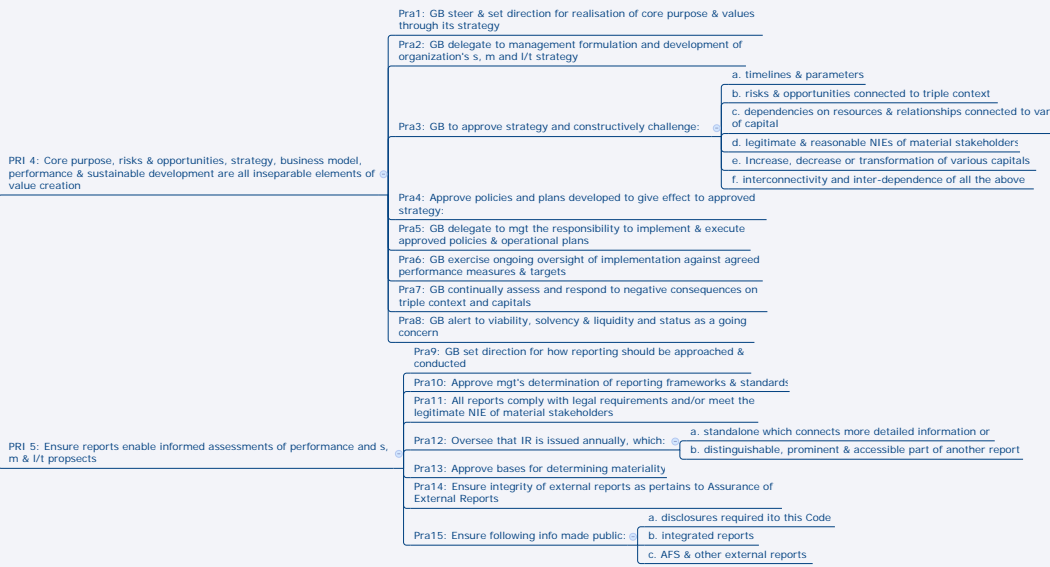 PRI 4: Core purpose, risks & opportunities, strategy, business model,
performance & sustainable development are all inseparable elements of
value creation
Pra1: GB steer & set direction for realisation of core purpose & values
through its strategy
Pra2: GB delegate to management formulation and development of
organization's s, m and l/t strategy
Pra3: GB to approve strategy and constructively challenge:
a. timelines & parameters
b. risks & opportunities connected to triple context
c. dependencies on resources & relationships connected to
of capital
d. legitimate & reasonable NIEs of material stakeholders
e. Increase, decrease or transformation of various capitals
f. interconnectivity and inter-dependence of all the above
Pra4: Approve policies and plans developed to give effect to approved
strategy:
Pra5: GB delegate to mgt the responsibility to implement & execute
approved policies & operational plans
Pra6: GB exercise ongoing oversight of implementation against agreed
performance measures & targets
Pra7: GB continually assess and respond to negative consequences on
triple context and capitals
Pra8: GB alert to viability, solvency & liquidity and status as a going
concern
PRI 5: Ensure reports enable informed assessments of performance and s,
m & l/t propsects
Pra9: GB set direction for how reporting should be approached &
conducted
Pra10: Approve mgt's determination of reporting frameworks & standards
Pra11: All reports comply with legal requirements and/or meet the
legitimate NIE of material stakeholders
Pra12: Oversee that IR is issued annually, which:
a. standalone which connects more detailed information or
b. distinguishable, prominent & accessible part of another report
Pra13: Approve bases for determining materiality
Pra14: Ensure integrity of external reports as pertains to Assurance of
External Reports
Pra15: Ensure following info made public:
a. disclosures required ito this Code
b. integrated reports
c. AFS & other external reports